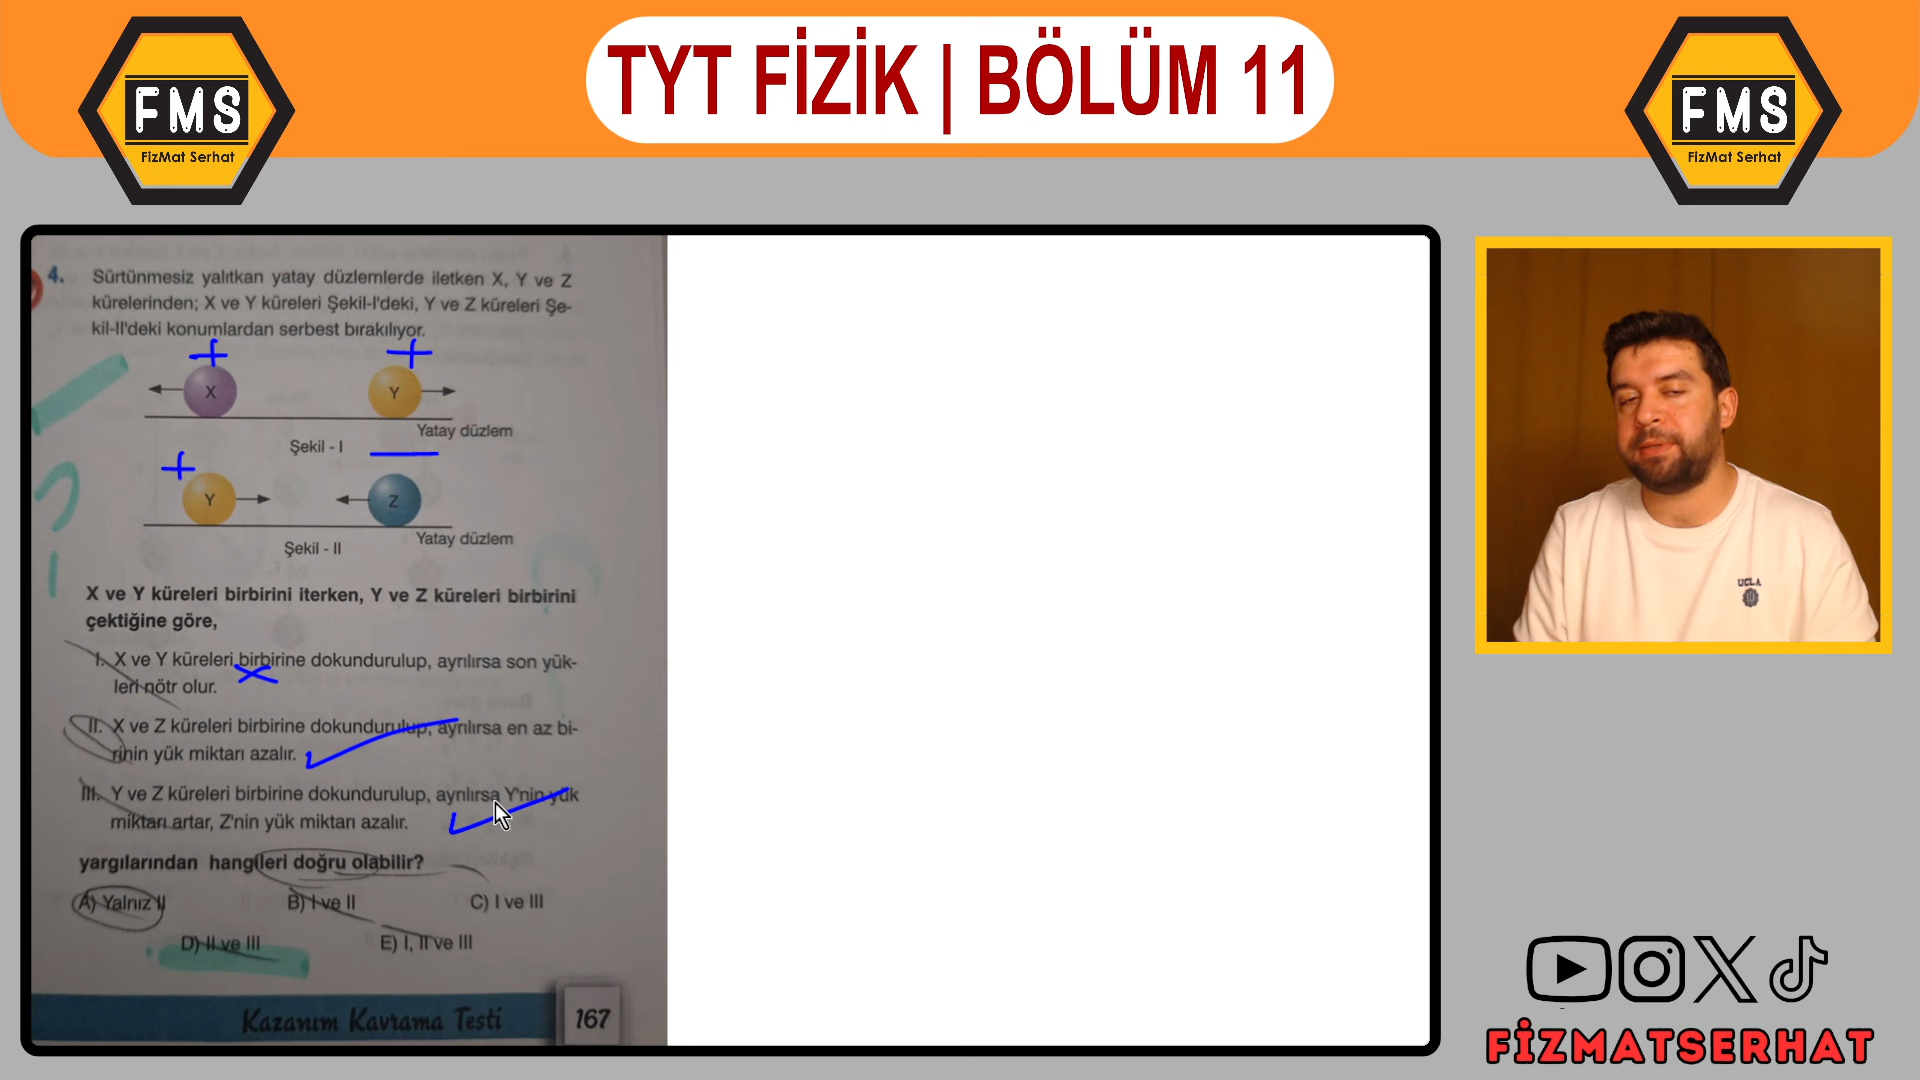 TYT FİZİK | BÖLÜM 11
FMS
FizMat Serhat
FMS
FizMat Serhat
4. Sürtünmesiz yalıtkan yatay düzlemlerde iletken X, Y ve Z
kürelerinden; X ve Y küreleri Şekil-I'deki, Y ve Z küreleri Şe-
kil-II'deki konumlardan serbest bırakılıyor.
+ +
X Y
Yatay düzlem
Şekil - I
+
Y Z
Yatay düzlem
Şekil - II
X ve Y küreleri birbirini iterken, Y ve Z küreleri birbirini
çektiğine göre,
I. X ve Y küreleri birbirine dokundurulup, ayrılırsa son yük-
leri nötr olur.
II. X ve Z küreleri birbirine dokundurulup, ayrılırsa en az bi-
rinin yük miktarı azalır.
III. Y ve Z küreleri birbirine dokundurulup, ayrılırsa Y'nin yük
miktarı artar, Z'nin yük miktarı azalır.
yargılarından hangileri doğru olabilir?
A) Yalnız II B) I ve II C) I ve III
D) II ve III E) I, II ve III
Kazanım Kavrama Testi 167
UCLA
FİZMATSERHAT